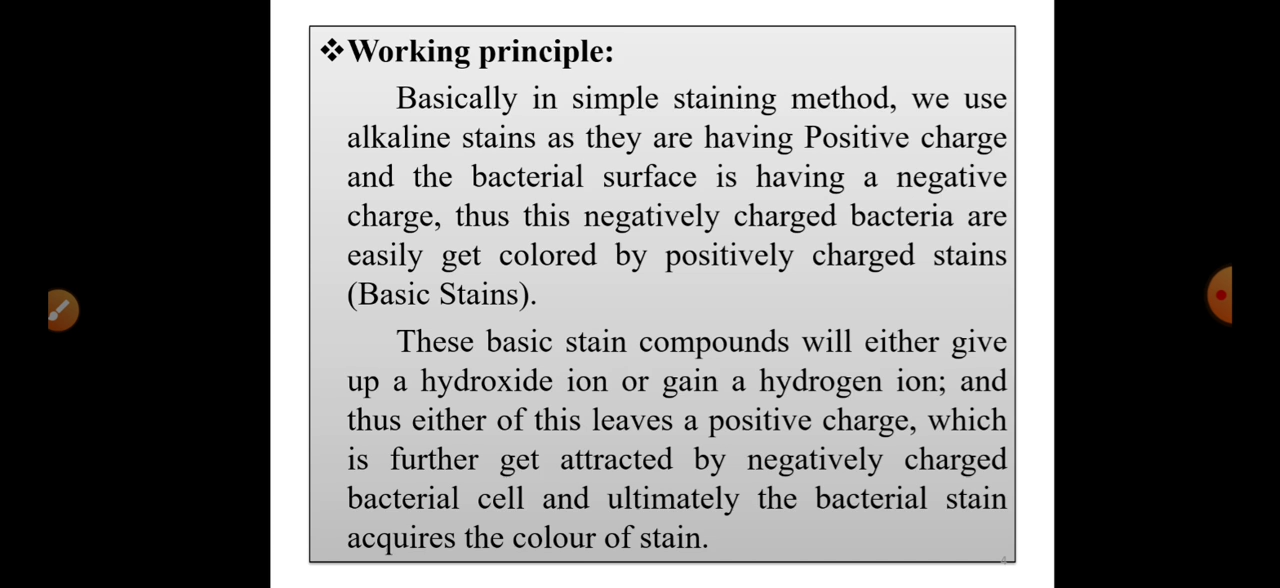 ❖Working principle:
Basically in simple staining method, we use
alkaline stains as they are having Positive charge
and the bacterial surface is having a negative
charge, thus this negatively charged bacteria are
easily get colored by positively charged stains
(Basic Stains).
These basic stain compounds will either give
up a hydroxide ion or gain a hydrogen ion; and
thus either of this leaves a positive charge, which
is further get attracted by negatively charged
bacterial cell and ultimately the bacterial stain
acquires the colour of stain.
4